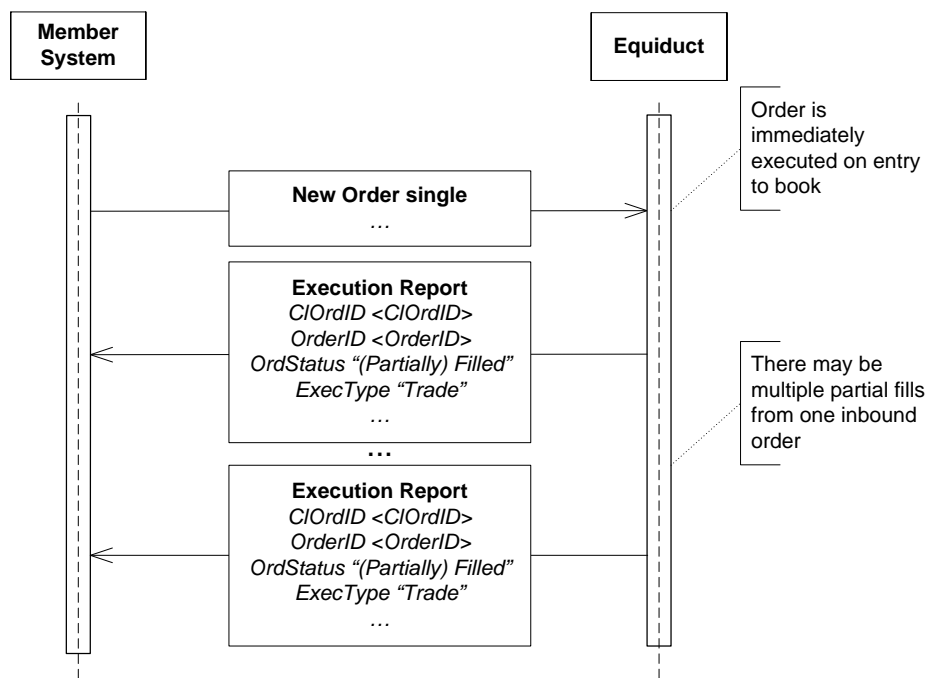 Member
System
Equiduct
Order is
immediately
executed on entry
to book
New Order single
…
Execution Report
ClOrdID <ClOrdID>
OrderID <OrderID>
OrdStatus “(Partially) Filled”
ExecType “Trade”
…
There may be
multiple partial fills
from one inbound
order
…
Execution Report
ClOrdID <ClOrdID>
OrderID <OrderID>
OrdStatus “(Partially) Filled”
ExecType “Trade”
…